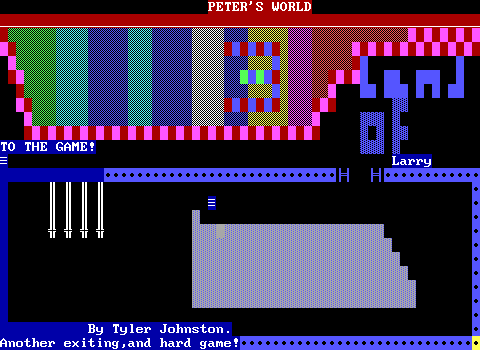 PETER'S WORLD
TO THE GAME!
Larry
By Tyler Johnston.
Another exiting,and hard game!